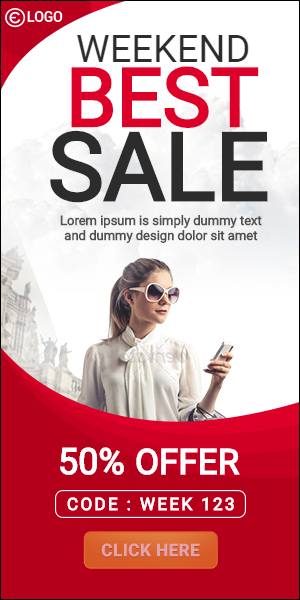 LOGO
WEEKEND
BEST
SALE
Lorem ipsum is simply dummy text
and dummy design dolor sit amet
50% OFFER
CODE : WEEK 123
CLICK HERE